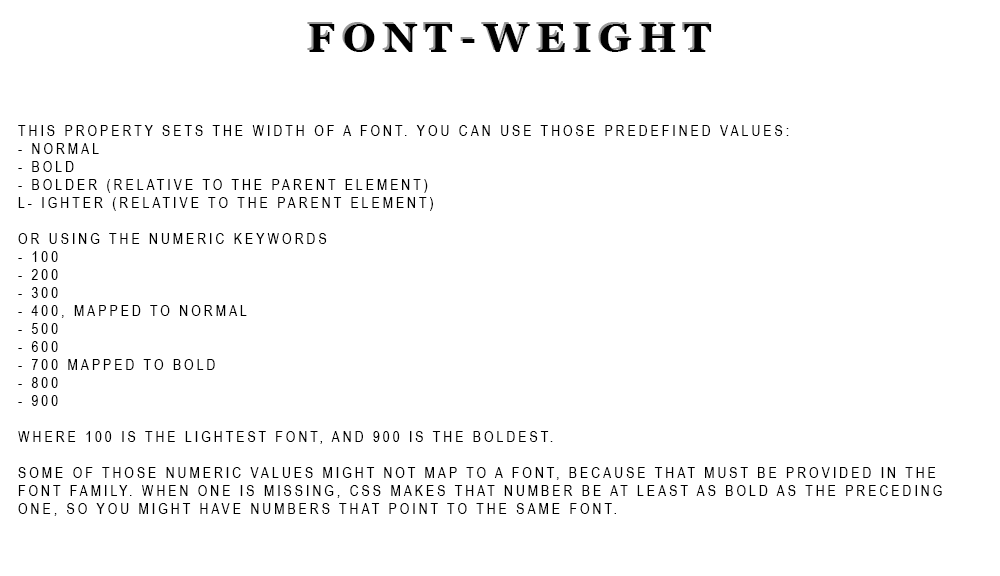 FONT-WEIGHT
THIS PROPERTY SETS THE WIDTH OF A FONT. YOU CAN USE THOSE PREDEFINED VALUES:
- NORMAL
- BOLD
- BOLDER (RELATIVE TO THE PARENT ELEMENT)
L- IGHTER (RELATIVE TO THE PARENT ELEMENT)
OR USING THE NUMERIC KEYWORDS
- 100
- 200
- 300
- 400, MAPPED TO NORMAL
- 500
- 600
- 700 MAPPED TO BOLD
- 800
- 900
WHERE 100 IS THE LIGHTEST FONT, AND 900 IS THE BOLDEST.
SOME OF THOSE NUMERIC VALUES MIGHT NOT MAP TO A FONT, BECAUSE THAT MUST BE PROVIDED IN THE
FONT FAMILY. WHEN ONE IS MISSING, CSS MAKES THAT NUMBER BE AT LEAST AS BOLD AS THE PRECEDING
ONE, SO YOU MIGHT HAVE NUMBERS THAT POINT TO THE SAME FONT.